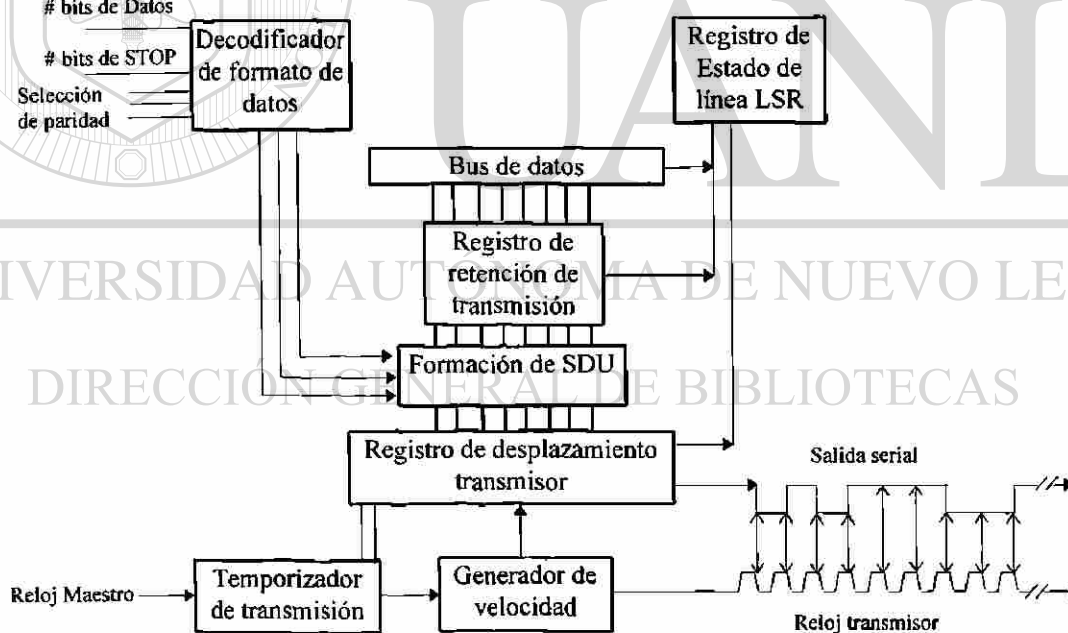 # bits de Datos
# bits de STOP
Selección
de paridad
Decodificador
de formato de
datos
Registro de
Estado de
línea LSR
Bus de datos
Registro de
retención de
transmisión
Formación de SDU
Registro de desplazamiento
transmisor
Salida serial
Reloj Maestro
Temporizador
de transmisión
Generador de
velocidad
Reloj transmisor
UANL
IVERSIDAD AUTÓNOMA DE NUEVO LE
DIRECCIÓN GENERAL DE BIBLIOTECAS